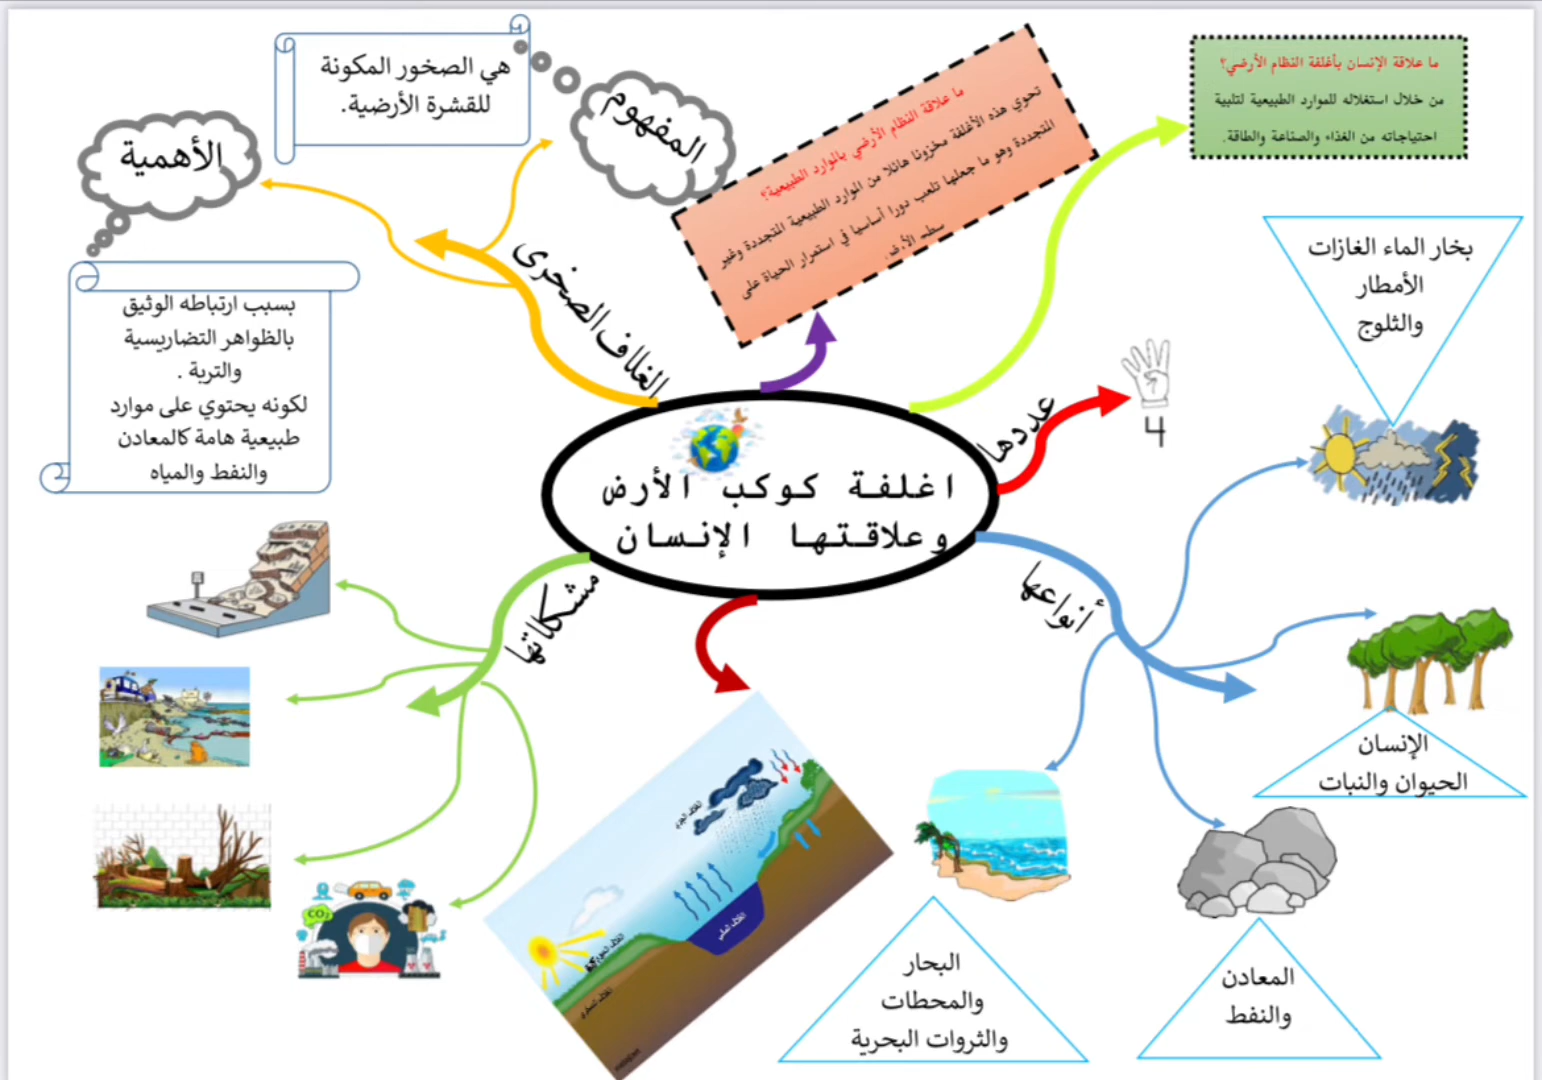 اغلفة كوكب الأرض
وعلاقتها الإنسان
ما علاقة الإنسان بأغلفة النظام الأرضي؟
من خلال استغلاله للموارد الطبيعية لتلبية
احتياجاته من الغذاء والصناعة والطاقة.
ما علاقة النظام الأرضي بالموارد الطبيعية؟
تحوي هذه الأغلفة مخزونا هائلا من الموارد الطبيعية المتجددة وغير
المتجددة وهو ما جعلها تلعب دورا أساسيا في استمرار الحياة على
سطح الأرض.
المفهوم
هي الصخور المكونة
للقشرة الأرضية.
الأهمية
بسبب ارتباطه الوثيق
بالظواهر التضاريسية
والتربة .
لكونه يحتوي على موارد
طبيعية هامة كالمعادن
والنفط والمياه
الغلاف الصخرى
عددها
4
أنواعها
بخار الماء الغازات
الأمطار
والثلوج
الإنسان
الحيوان والنبات
المعادن
والنفط
البحار
والمحطات
والثروات البحرية
مشكلاتها
CO₂